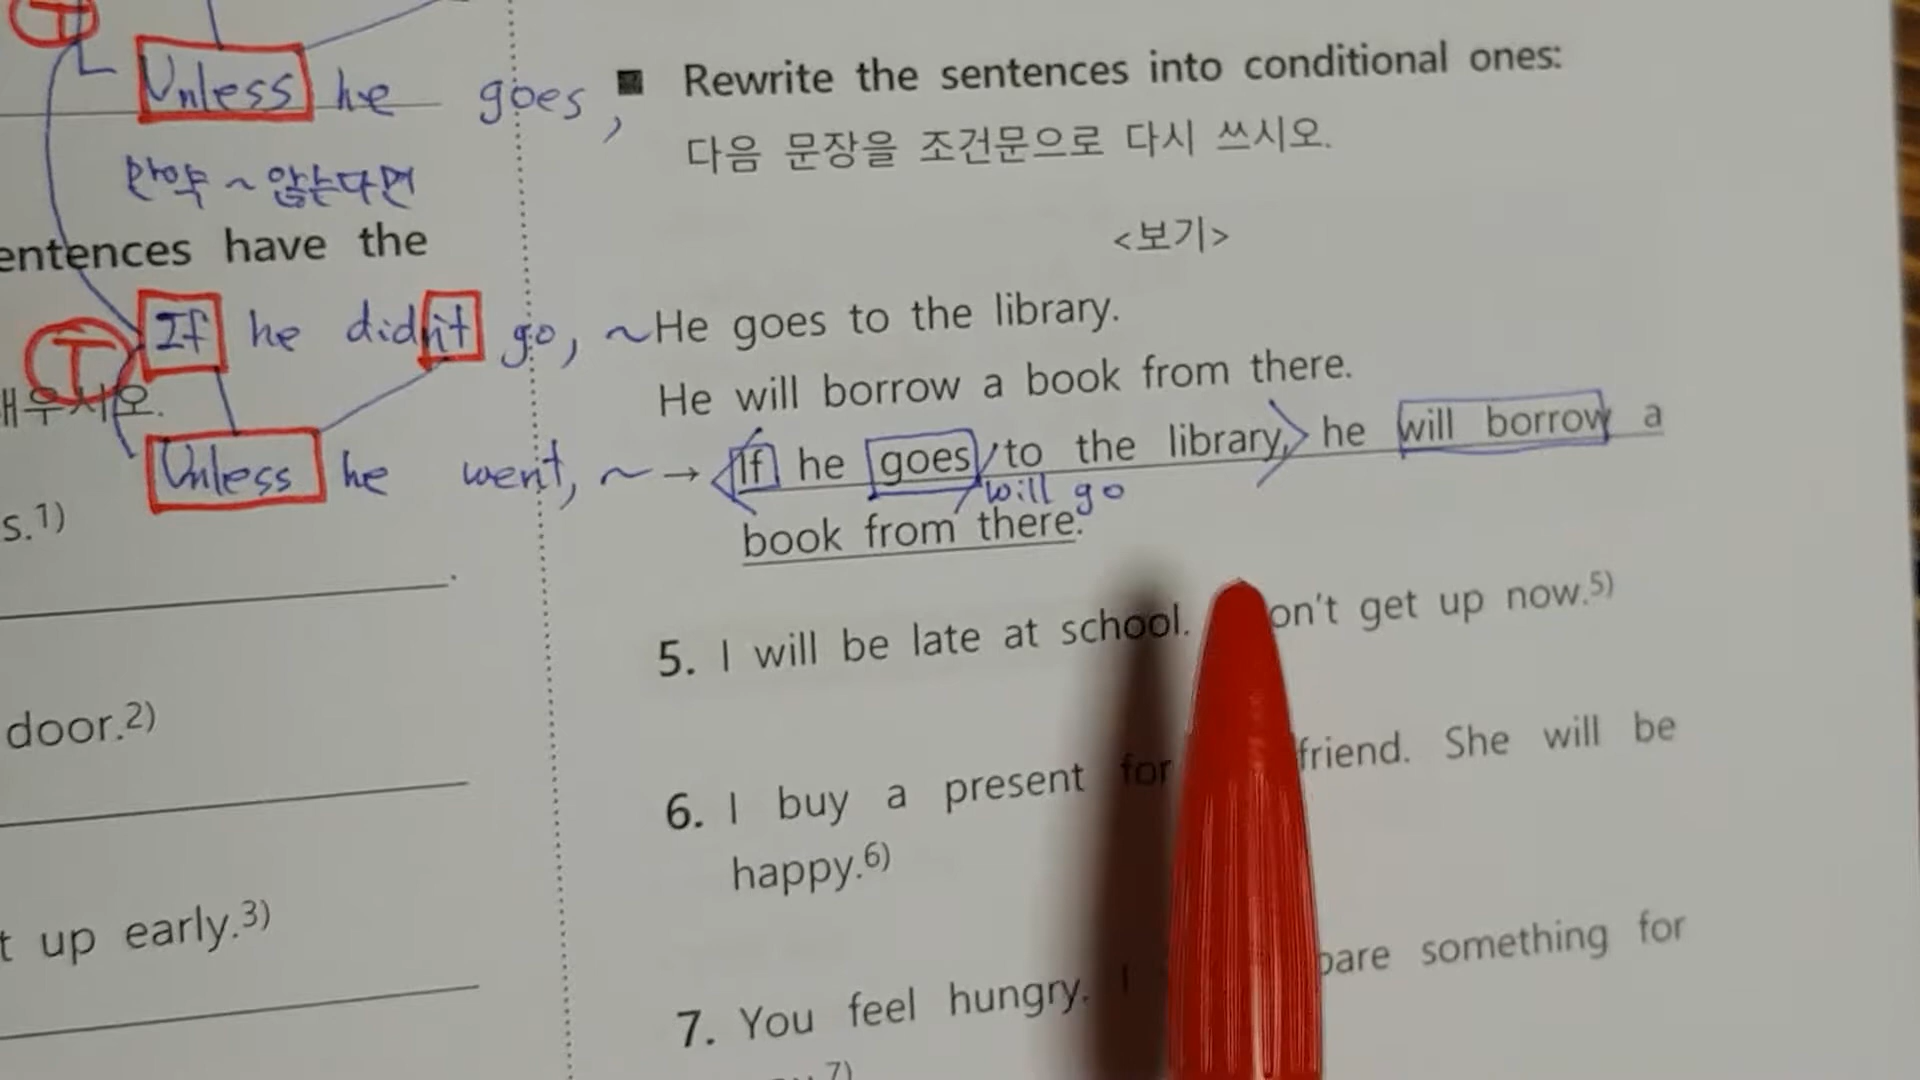 T
Unless he goes,
만약 ~ 않는다면
entences have the
T
If he didn't go, ~
배우시오.
Unless he went, ~
s.1)
door.2)
t up early.3)
■ Rewrite the sentences into conditional ones:
다음 문장을 조건문으로 다시 쓰시오.
<보기>
He goes to the library.
He will borrow a book from there.
→ If he goes to the library, he will borrow a
will go
book from there.
5. I will be late at school. on't get up now.5)
6. I buy a present for friend. She will be
happy.6)
7. You feel hungry. I pare something for
7)